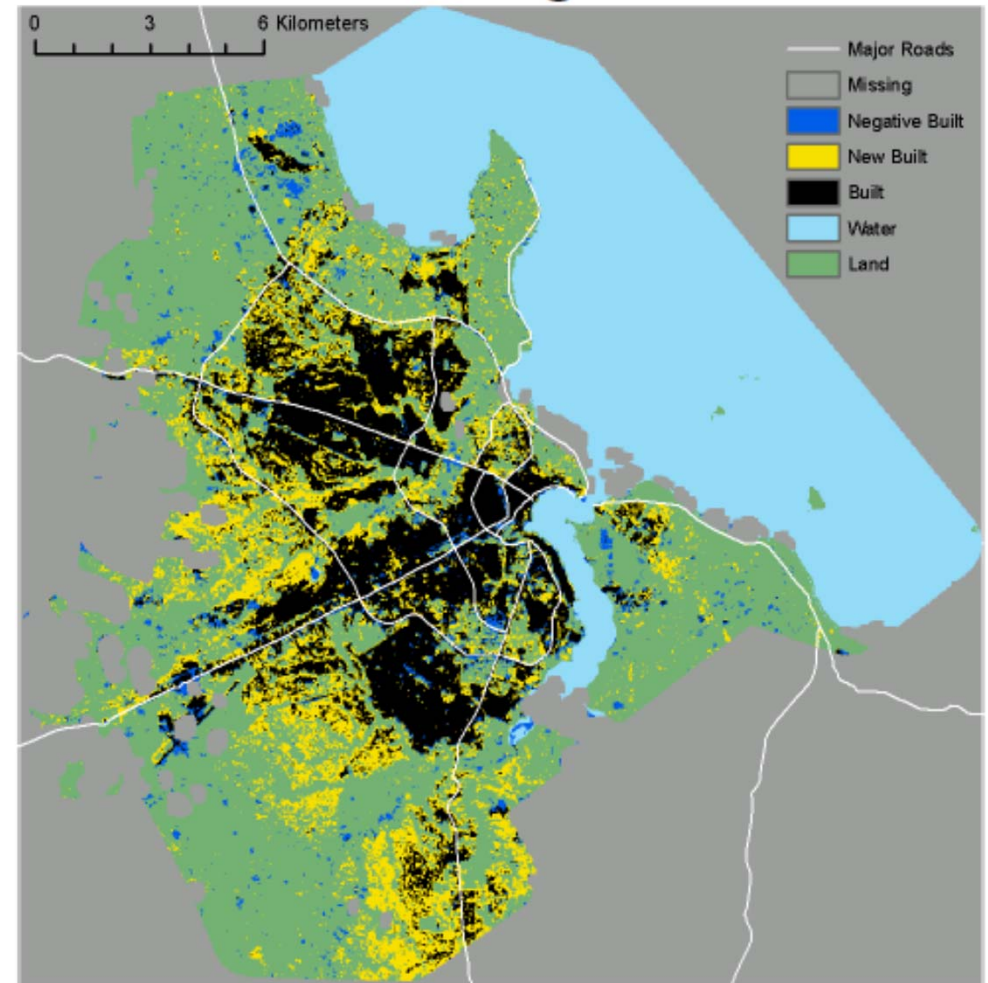 0 3 6 Kilometers
Major Roads
Missing
Negative Built
New Built
Built
Water
Land